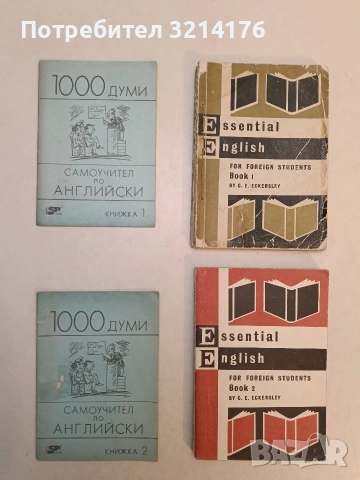 Потребител 3214176
1000 ДУМИ
САМОУЧИТЕЛ
ПО
АНГЛИЙСКИ
КНИЖКА 1
Essential
English
FOR FOREIGN STUDENTS
Book 1
BY C. E. ECKERSLEY
1000 ДУМИ
САМОУЧИТЕЛ
ПО
АНГЛИЙСКИ
КНИЖКА 2
Essential
English
FOR FOREIGN STUDENTS
Book 2
BY C. E. ECKERSLEY
BAZAR